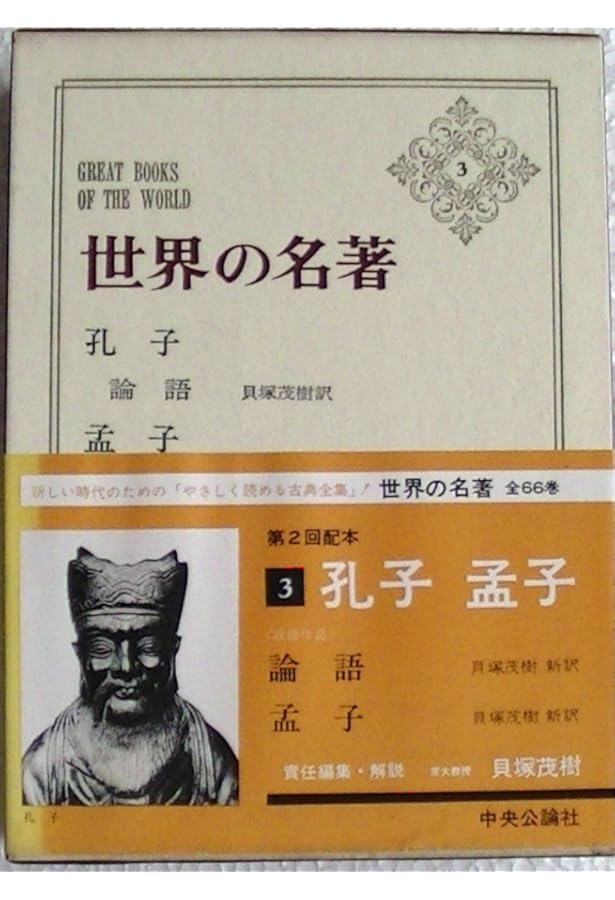 GREAT BOOKS
OF THE WORLD
3
世界の名著
孔子
論語 貝塚茂樹訳
孟子
新しい時代のための「やさしく読める古典全集」! 世界の名著 全66巻
第2回配本
3 孔子 孟子
〈収録作品〉
論語 貝塚茂樹 新訳
孟子 貝塚茂樹 新訳
責任編集・解説 京大教授 貝塚茂樹
中央公論社
孔子